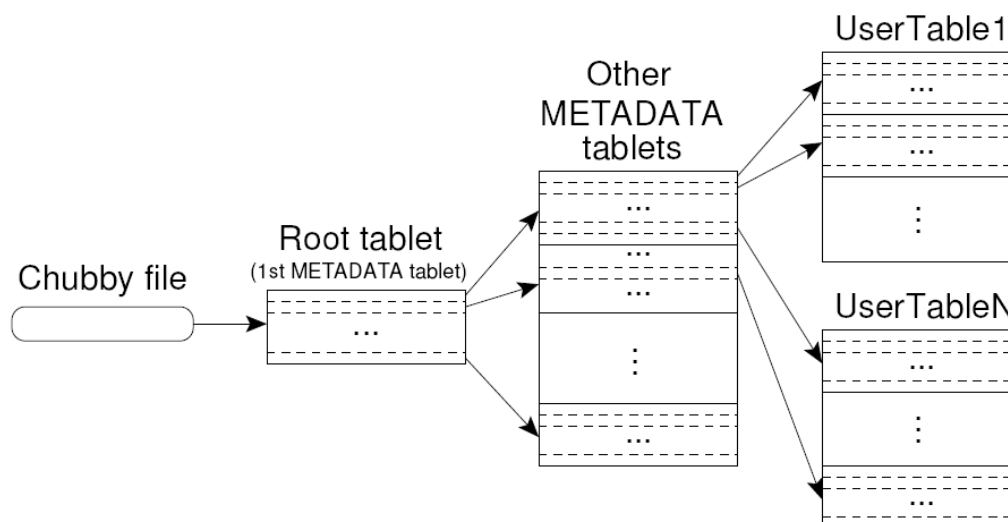 UserTable1
...
...
⋮
Other
METADATA
tablets
...
...
...
⋮
...
Root tablet
(1st METADATA tablet)
...
Chubby file
UserTableN
...
⋮
...